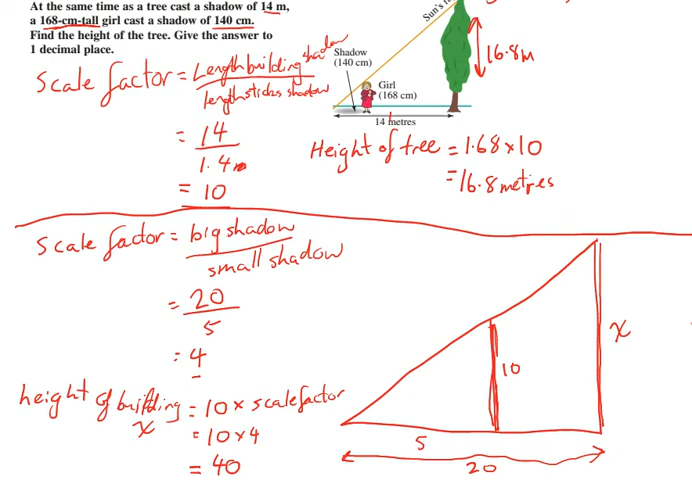 At the same time as a tree cast a shadow of 14 m,
a 168-cm-tall girl cast a shadow of 140 cm.
Find the height of the tree. Give the answer to
1 decimal place.
Sun's
Shadow
(140 cm)
Girl
(168 cm)
14 metres
16.8M
Scale factor = Length building shadow
length sticks shadow
= 14
1.4m
= 10
Height of tree = 1.68 x 10
= 16.8 metres
Scale factor = big shadow
small shadow
= 20
5
= 4
height of building = 10 x scale factor
x
= 10 x 4
= 40
10
x
5
20